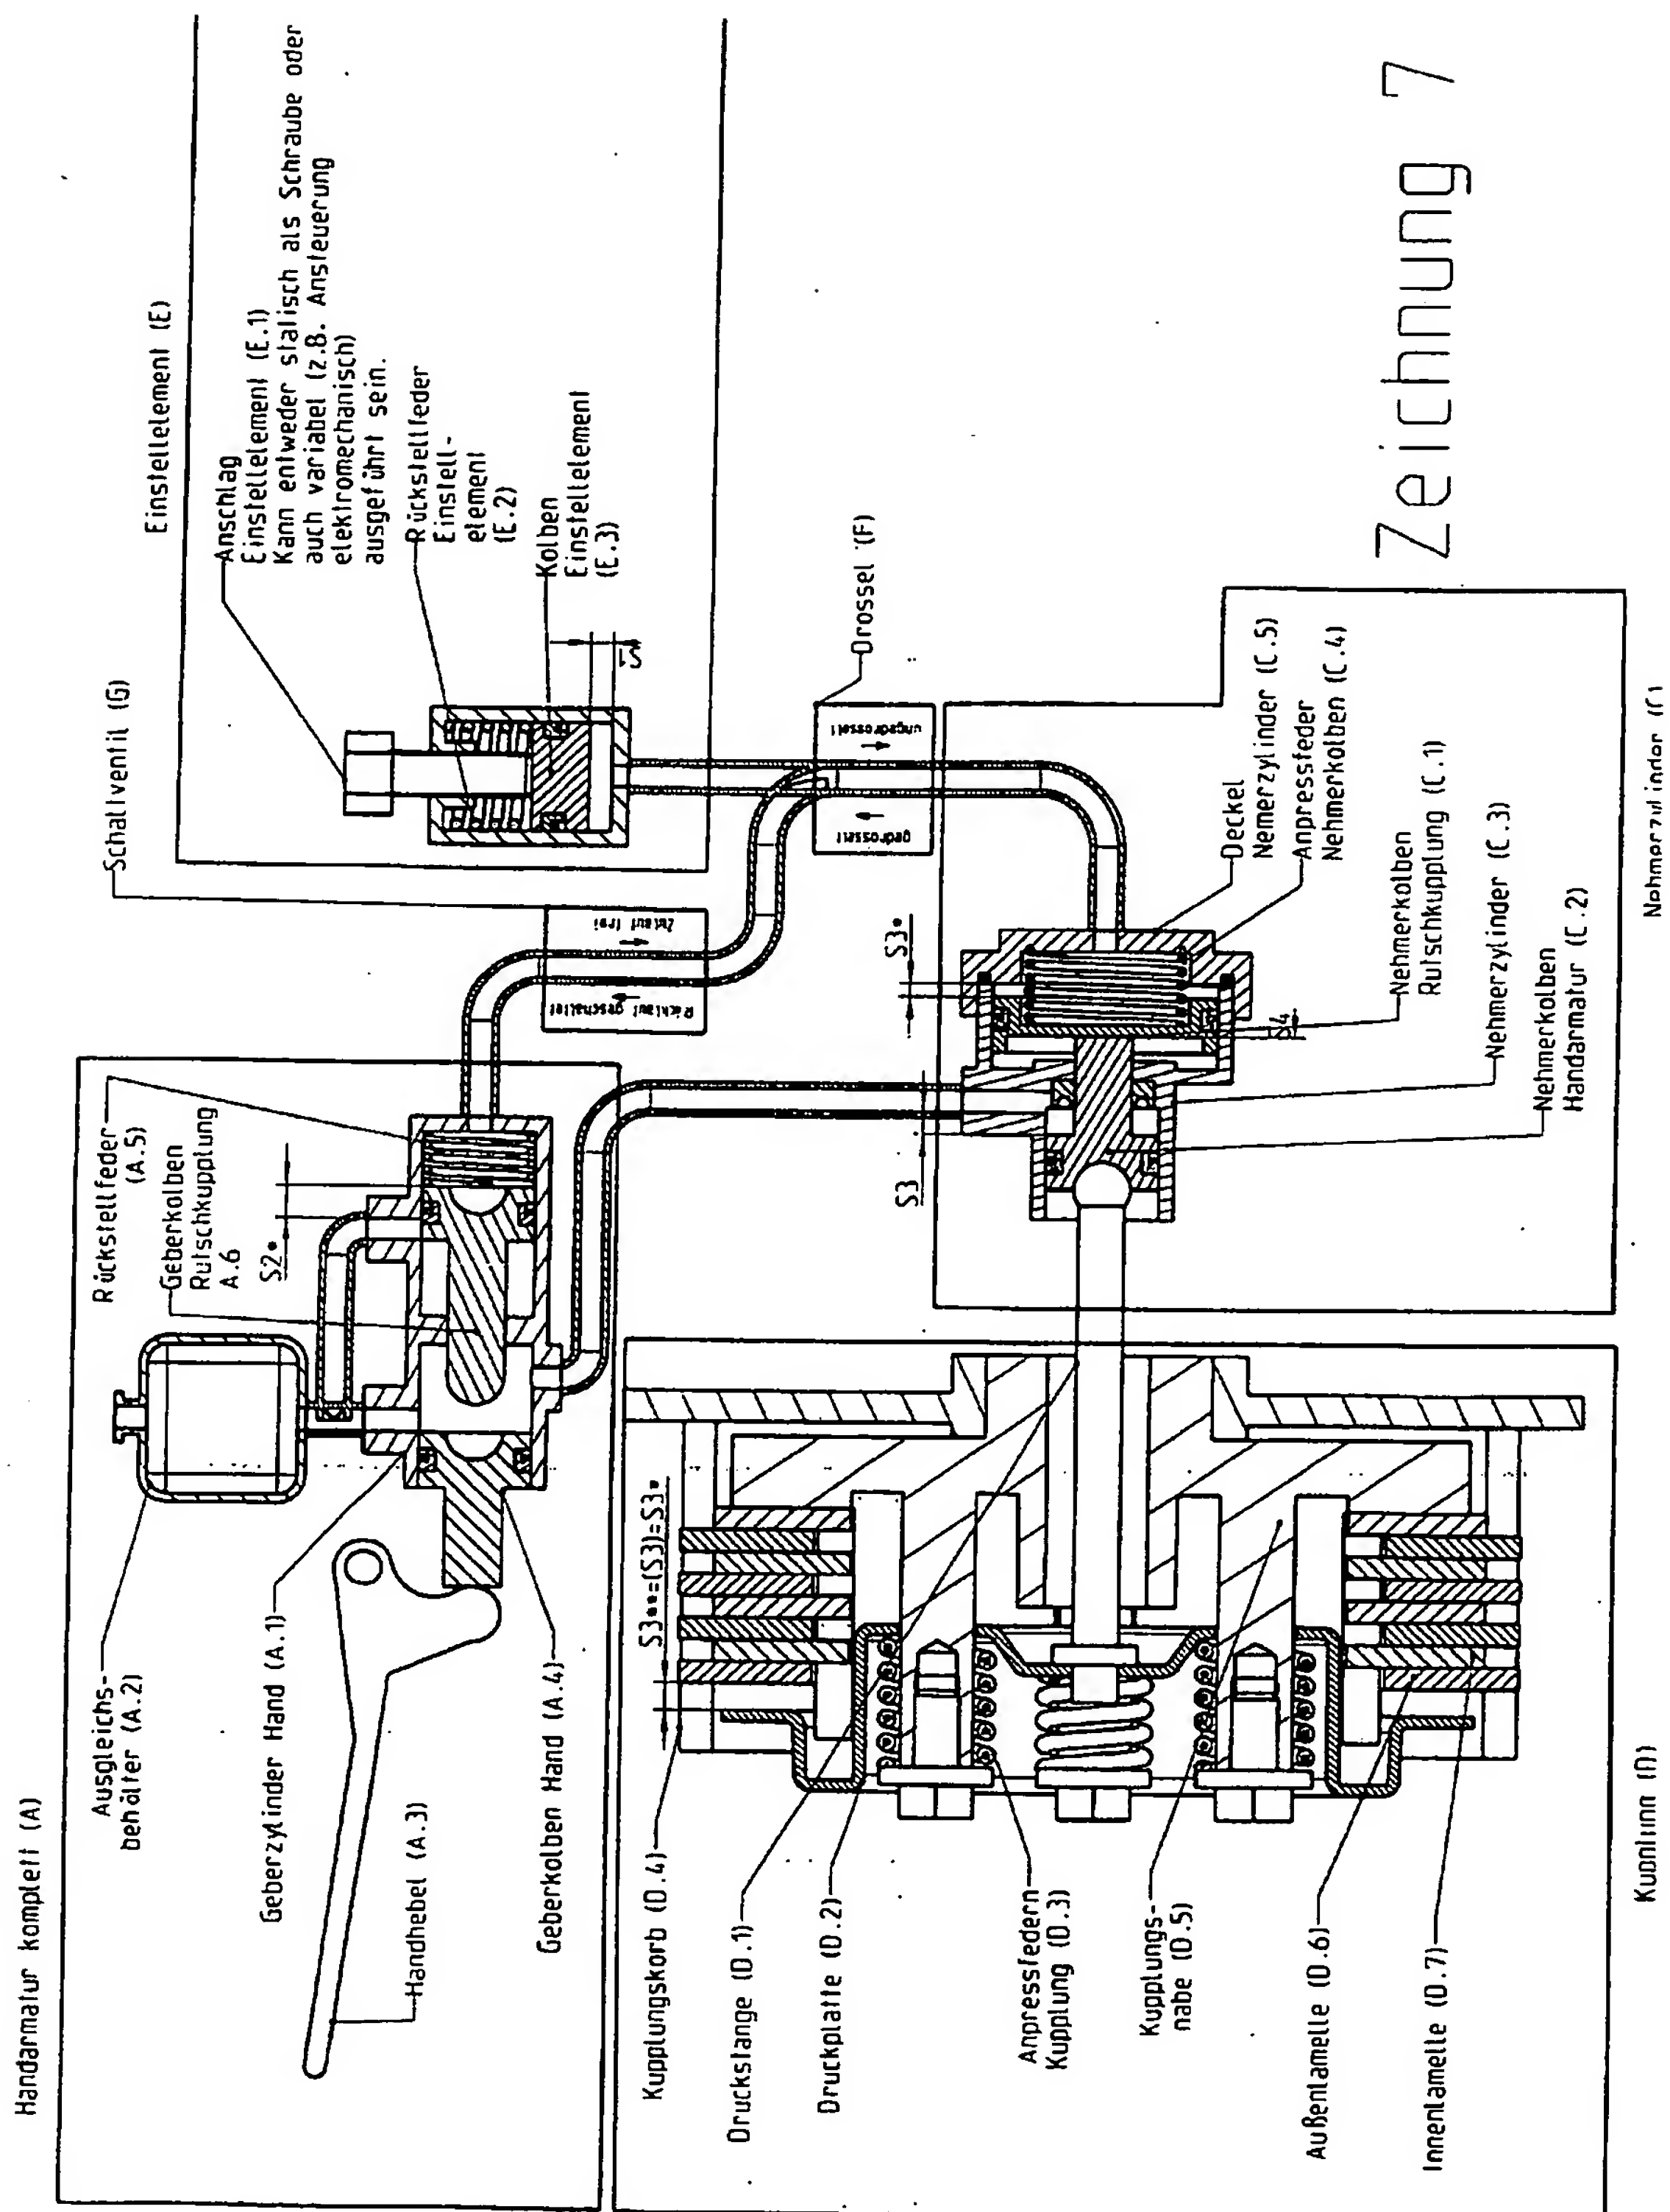 Handarmatur komplett (A)
Ausgleichs-
behälter (A.2)
Rückstellfeder
(A.5)
Geberkolben
Rutschkupplung
A.6
S2*
Geberzylinder Hand (A.1)
Handhebel (A.3)
Geberkolben Hand (A.4)
Schaltventil (G)
Einstellelement (E)
Anschlag
Einstellelement (E.1)
Kann entweder statisch als Schraube oder
auch variabel (z.B. Ansteuerung
elektromechanisch)
ausgeführt sein.
Rückstellfeder
Einstell-
element
(E.2)
Kolben
Einstellelement
(E.3)
S1
Zulauf frei
Rücklauf geschaltet
Drossel (F)
ungedrosselt
gedrosselt
Kupplungskorb (D.4)
S3**=(S3)=S3*
Druckstange (D.1)
Druckplatte (D.2)
Anpressfedern
Kupplung (D.3)
Kupplungs-
nabe (D.5)
Außenlamelle (D.6)
Innenlamelle (D.7)
Kupplung (D)
S3
S3*
S4
Deckel
Nemerzylinder (C.5)
Anpressfeder
Nehmerkolben (C.4)
Nehmerkolben
Rutschkupplung (C.1)
Nehmerzylinder (C.3)
Nehmerkolben
Handarmatur (C.2)
Nehmerzylinder (C)
Zeichnung 7